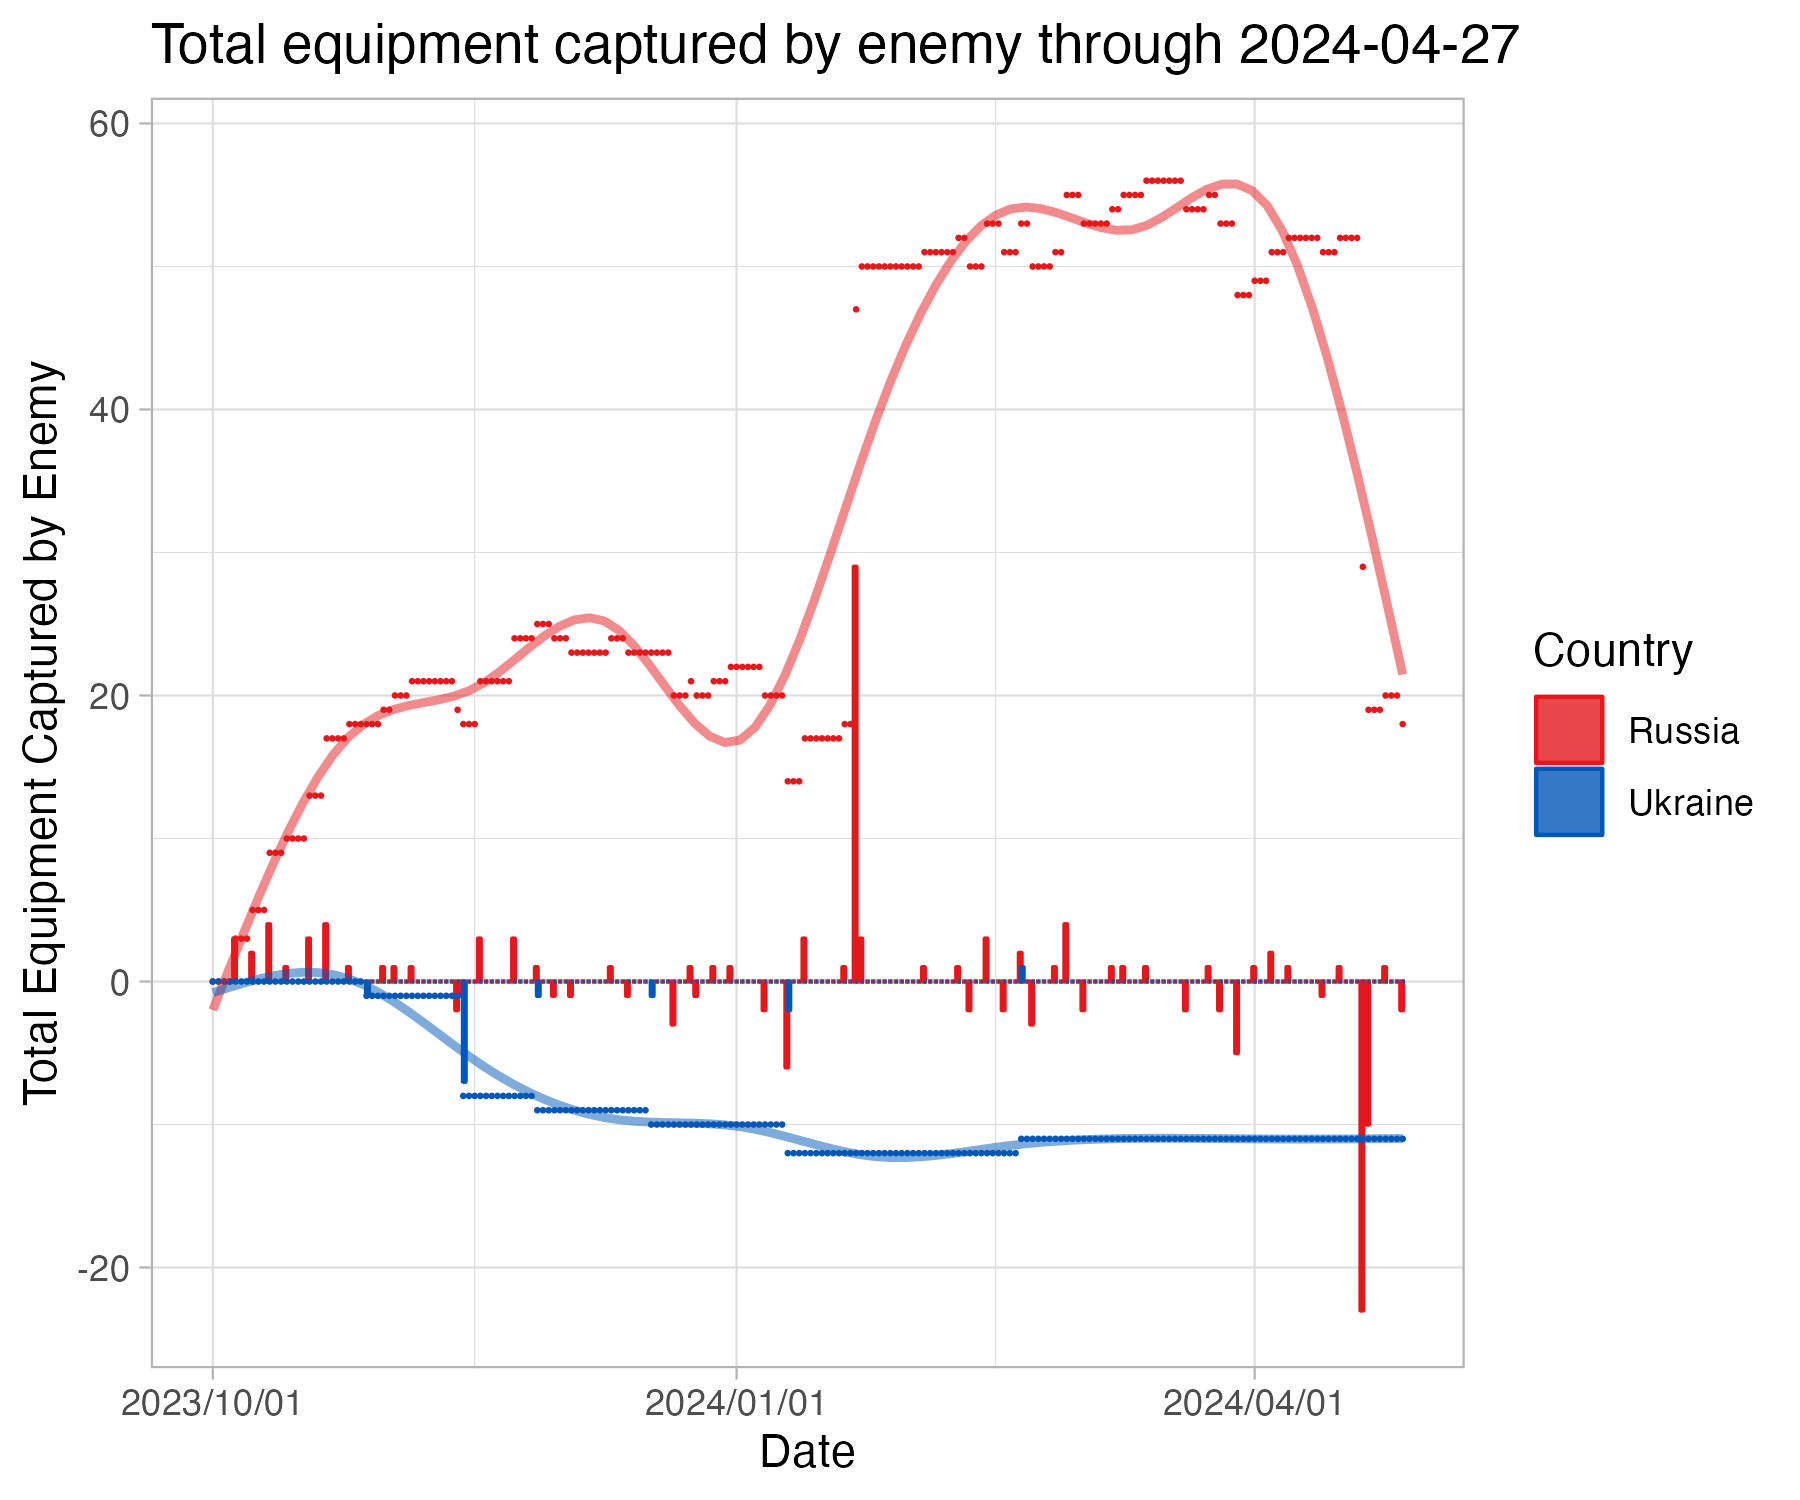 Total equipment captured by enemy through 2024-04-27
Total Equipment Captured by Enemy
60
40
20
0
-20
2023/10/01
2024/01/01
2024/04/01
Date
Country
Russia
Ukraine